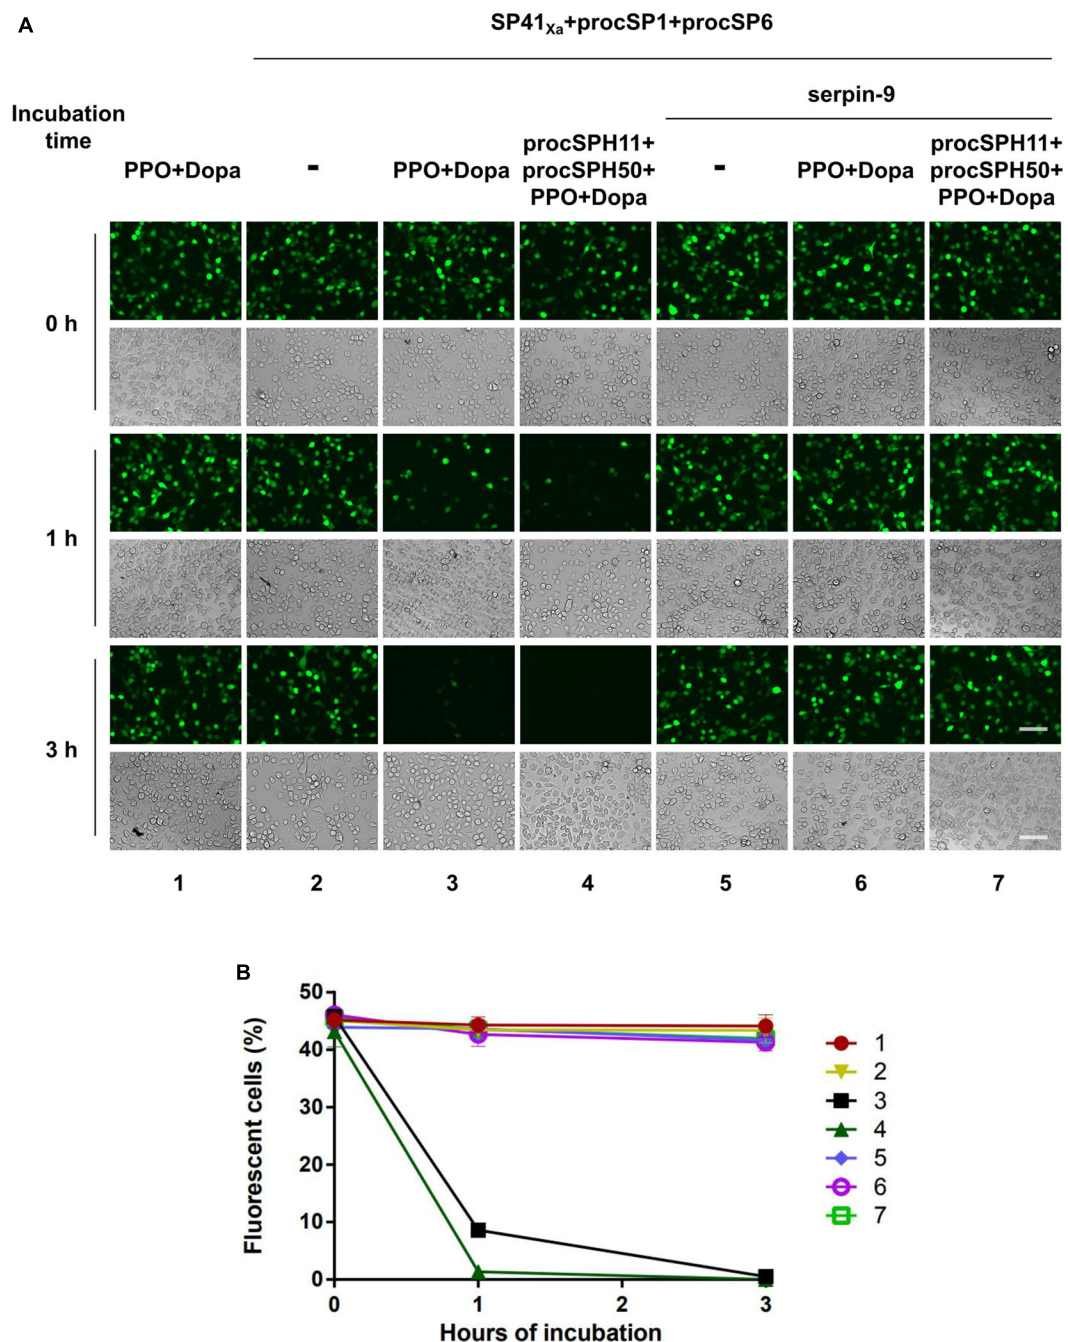 A
SP41Xa+procSP1+procSP6
serpin-9
Incubation
time
PPO+Dopa
-
PPO+Dopa
procSPH11+
procSPH50+
PPO+Dopa
-
PPO+Dopa
procSPH11+
procSPH50+
PPO+Dopa
0 h
1 h
3 h
1 2 3 4 5 6 7
B
Fluorescent cells (%)
50
40
30
20
10
0
0 1 2 3
Hours of incubation
1
2
3
4
5
6
7